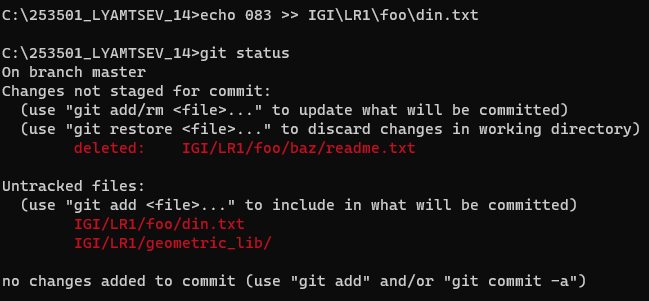 C:\253501_LYAMTSEV_14>echo 083 >> IGI\LR1\foo\din.txt
C:\253501_LYAMTSEV_14>git status
On branch master
Changes not staged for commit:
  (use "git add/rm <file>..." to update what will be committed)
  (use "git restore <file>..." to discard changes in working directory)
        deleted:    IGI/LR1/foo/baz/readme.txt
Untracked files:
  (use "git add <file>..." to include in what will be committed)
        IGI/LR1/foo/din.txt
        IGI/LR1/geometric_lib/
no changes added to commit (use "git add" and/or "git commit -a")